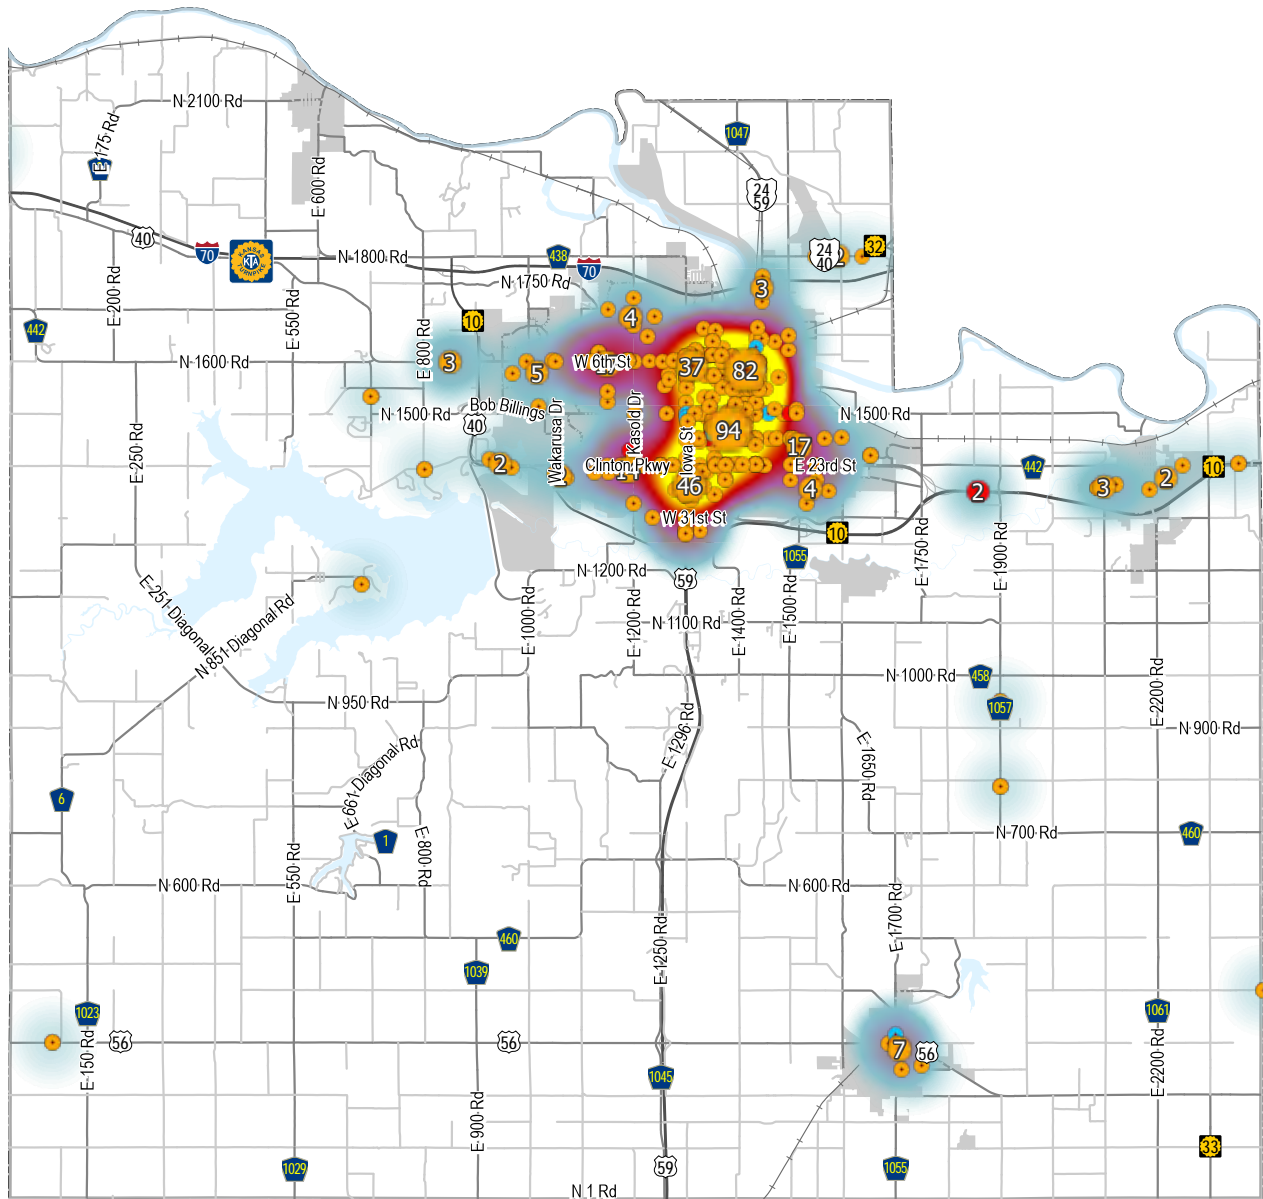 N 2100 Rd
1047
E 175 Rd
E 600 Rd
24
59
40
70
KANSAS
KTA
TURNPIKE
N 1800 Rd
438
70
24
40
32
N 1750 Rd
3
E 200 Rd
E 550 Rd
442
10
4
N 1600 Rd
E 800 Rd
3
5
W 6th St
37
82
N 1500 Rd
Bob Billings
40
Wakarusa Dr
Kasold Dr
Iowa St
94
N 1500 Rd
E 250 Rd
2
Clinton Pkwy
17
E 23rd St
442
10
46
4
2
3
2
W 31st St
10
1055
E 1750 Rd
E 1900 Rd
N 1200 Rd
59
E 251 Diagonal
N 851 Diagonal Rd
E 1000 Rd
E 1200 Rd
N 1100 Rd
E 1400 Rd
E 1500 Rd
N 1000 Rd
458
1057
E 2200 Rd
N 950 Rd
N 900 Rd
E 1296 Rd
E 661 Diagonal Rd
E 1650 Rd
6
1
E 800 Rd
N 700 Rd
460
E 550 Rd
N 600 Rd
N 600 Rd
E 1700 Rd
460
1039
E 1250 Rd
1023
1061
56
56
7
56
E 150 Rd
1045
E 2200 Rd
E 900 Rd
33
1029
59
1055
N 1 Rd